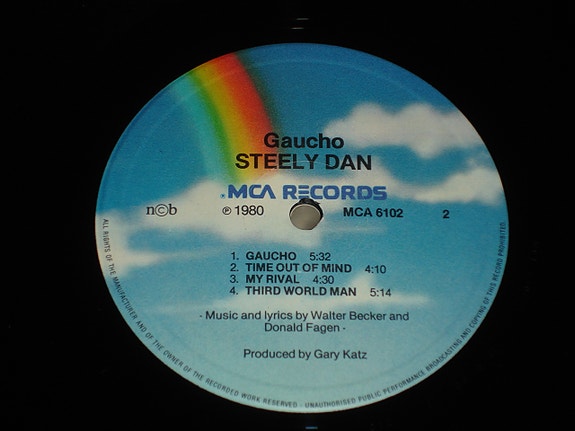 Gaucho
STEELY DAN
MCA RECORDS
n©b ℗ 1980 MCA 6102 2
1. GAUCHO 5:32
2. TIME OUT OF MIND 4:10
3. MY RIVAL 4:30
4. THIRD WORLD MAN 5:14
- Music and lyrics by Walter Becker and
Donald Fagen -
Produced by Gary Katz
ALL RIGHTS OF THE MANUFACTURER AND OF THE OWNER OF THE RECORDED WORK RESERVED - UNAUTHORISED PUBLIC PERFORMANCE BROADCASTING AND COPYING OF THIS RECORD PROHIBITED